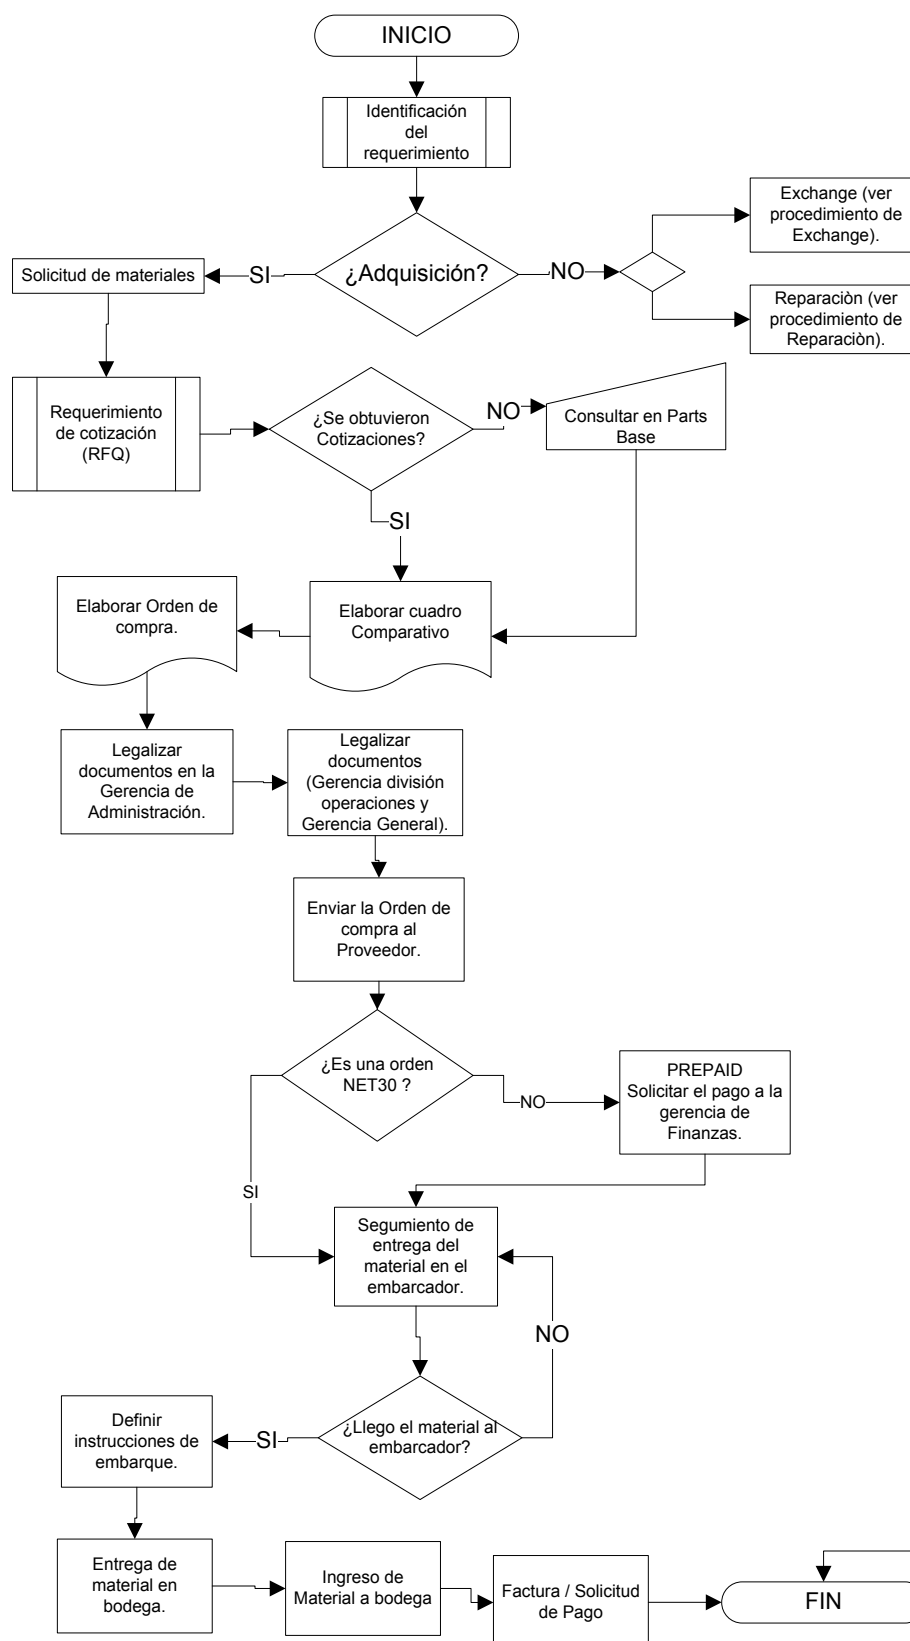 INICIO
Identificación
del
requerimiento
¿Adquisición?
SI
NO
Exchange (ver
procedimiento de
Exchange).
Reparaciòn (ver
procedimiento de
Reparaciòn).
Solicitud de materiales
Requerimiento
de cotización
(RFQ)
¿Se obtuvieron
Cotizaciones?
NO
Consultar en Parts
Base
SI
Elaborar cuadro
Comparativo
Elaborar Orden de
compra.
Legalizar
documentos en la
Gerencia de
Administración.
Legalizar
documentos
(Gerencia división
operaciones y
Gerencia General).
Enviar la Orden de
compra al
Proveedor.
¿Es una orden
NET30 ?
NO
PREPAID
Solicitar el pago a la
gerencia de
Finanzas.
SI
Segumiento de
entrega del
material en el
embarcador.
NO
¿Llego el material al
embarcador?
SI
Definir
instrucciones de
embarque.
Entrega de
material en
bodega.
Ingreso de
Material a bodega
Factura / Solicitud
de Pago
FIN